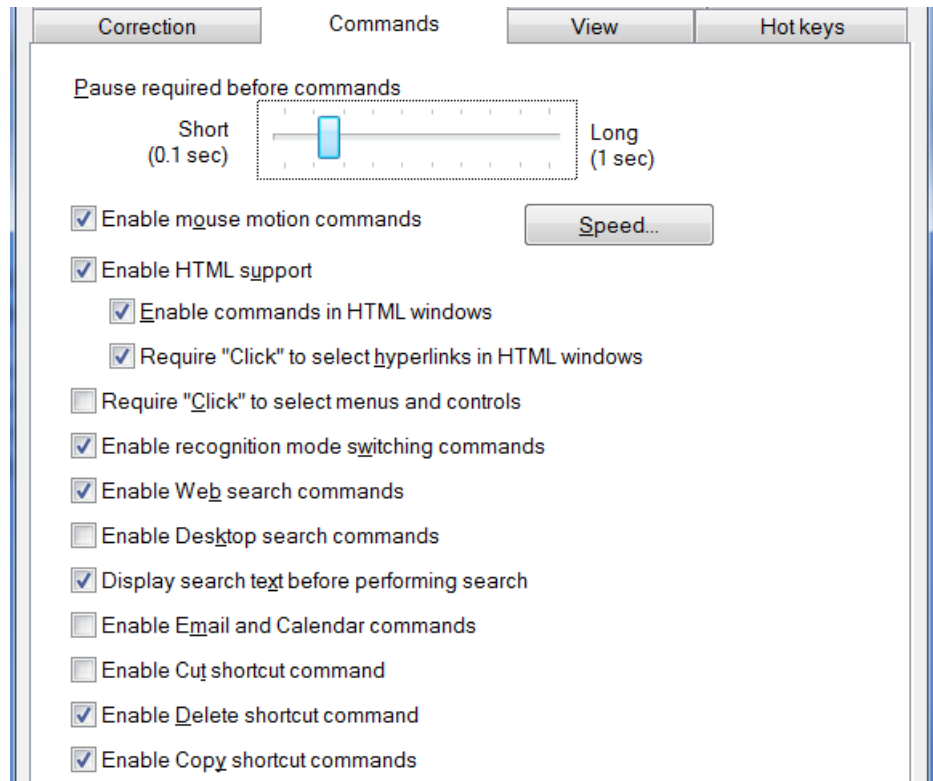 Correction Commands View Hot keys
Pause required before commands
Short Long
(0.1 sec) (1 sec)
Enable mouse motion commands Speed...
Enable HTML support
Enable commands in HTML windows
Require "Click" to select hyperlinks in HTML windows
Require "Click" to select menus and controls
Enable recognition mode switching commands
Enable Web search commands
Enable Desktop search commands
Display search text before performing search
Enable Email and Calendar commands
Enable Cut shortcut command
Enable Delete shortcut command
Enable Copy shortcut commands